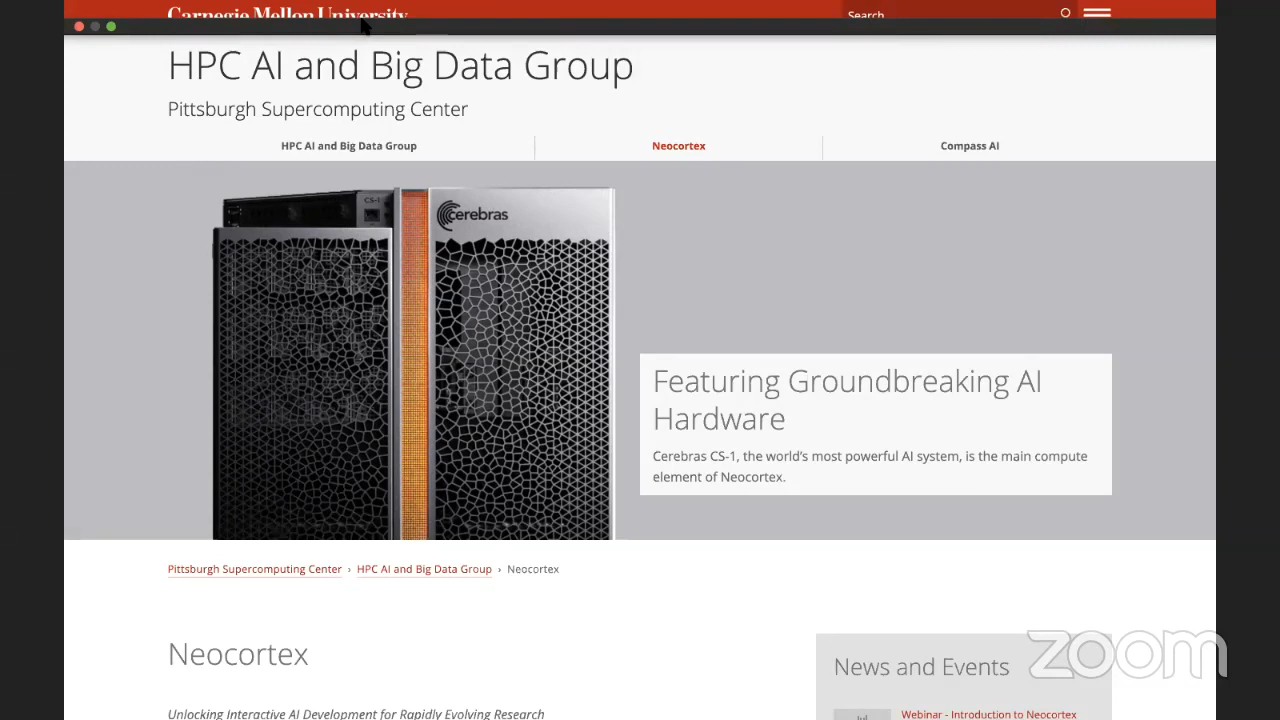 Carnegie Mellon University
Search
HPC AI and Big Data Group
Pittsburgh Supercomputing Center
HPC AI and Big Data Group
Neocortex
Compass AI
CS-1
cerebras
Featuring Groundbreaking AI
Hardware
Cerebras CS-1, the world's most powerful AI system, is the main compute
element of Neocortex.
Pittsburgh Supercomputing Center › HPC AI and Big Data Group › Neocortex
Neocortex
News and Events
zoom
Unlocking Interactive AI Development for Rapidly Evolving Research
Jul
Webinar - Introduction to Neocortex